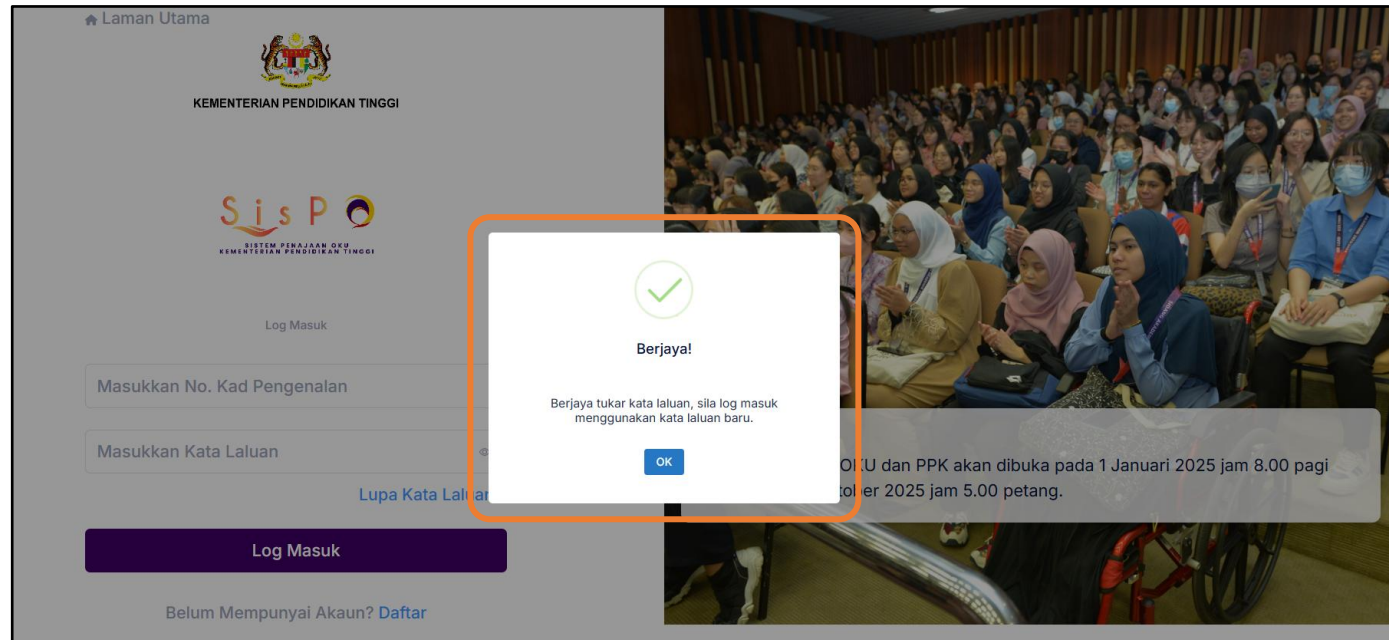 Laman Utama
KEMENTERIAN PENDIDIKAN TINGGI
SisPO
SISTEM PENAJAAN OKU
KEMENTERIAN PENDIDIKAN TINGGI
Log Masuk
Masukkan No. Kad Pengenalan
Masukkan Kata Laluan
Lupa Kata Laluan
Log Masuk
Belum Mempunyai Akaun? Daftar
Berjaya!
Berjaya tukar kata laluan, sila log masuk
menggunakan kata laluan baru.
OK
OKU dan PPK akan dibuka pada 1 Januari 2025 jam 8.00 pagi
2025 jam 5.00 petang.